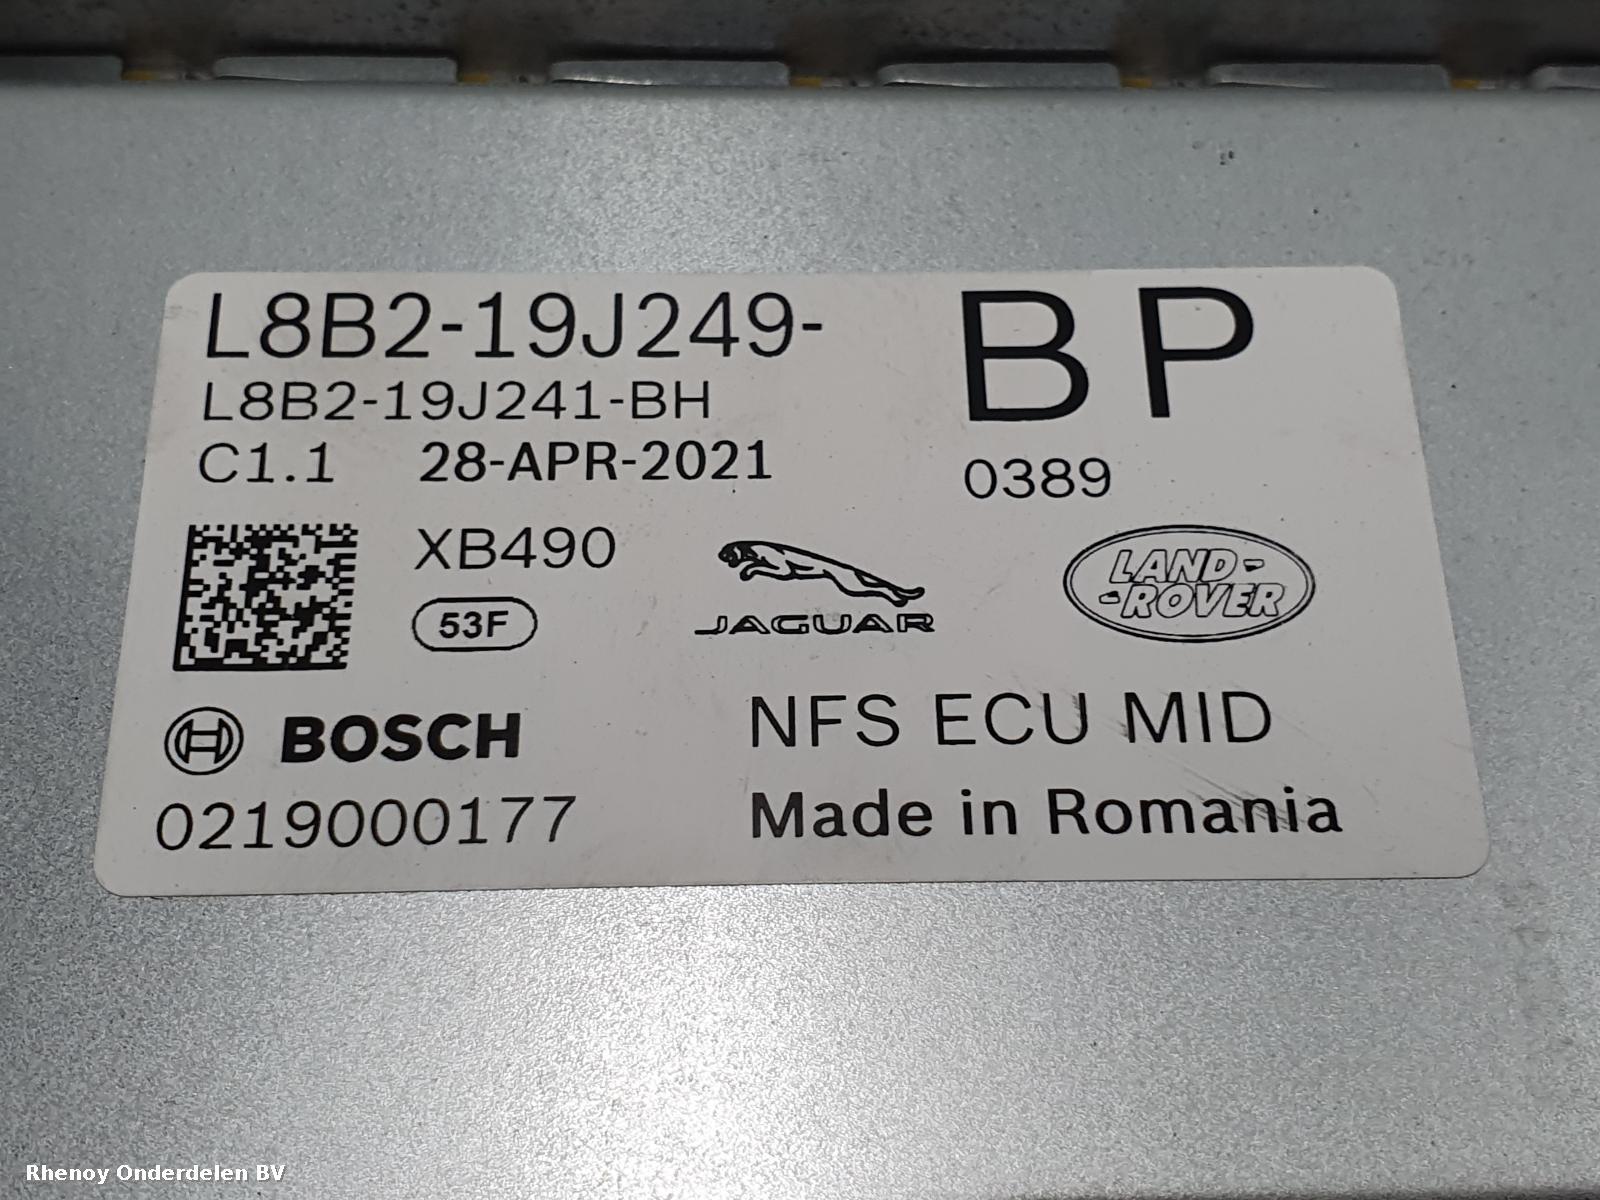 L8B2-19J249- BP
L8B2-19J241-BH
C1.1 28-APR-2021 0389
XB490
53F
JAGUAR
LAND-
-ROVER
BOSCH
NFS ECU MID
0219000177
Made in Romania
Rhenoy Onderdelen BV